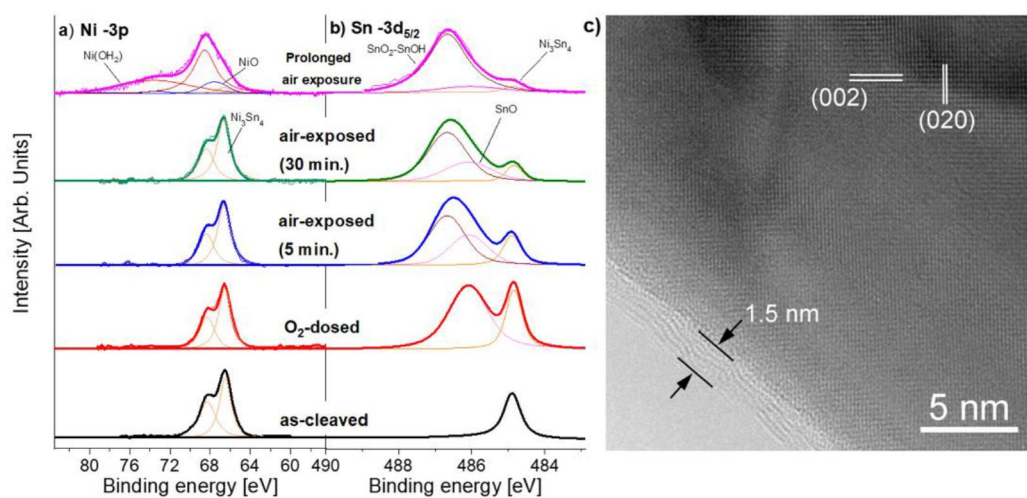 a) Ni -3p
b) Sn -3d5/2
c)
Ni(OH2)
NiO
Prolonged
air exposure
SnO2-SnOH
Ni3Sn4
Ni3Sn4
air-exposed
(30 min.)
SnO
air-exposed
(5 min.)
O2-dosed
as-cleaved
Intensity [Arb. Units]
80 76 72 68 64 60 490 488 486 484
Binding energy [eV]
Binding energy [eV]
(002)
(020)
1.5 nm
5 nm